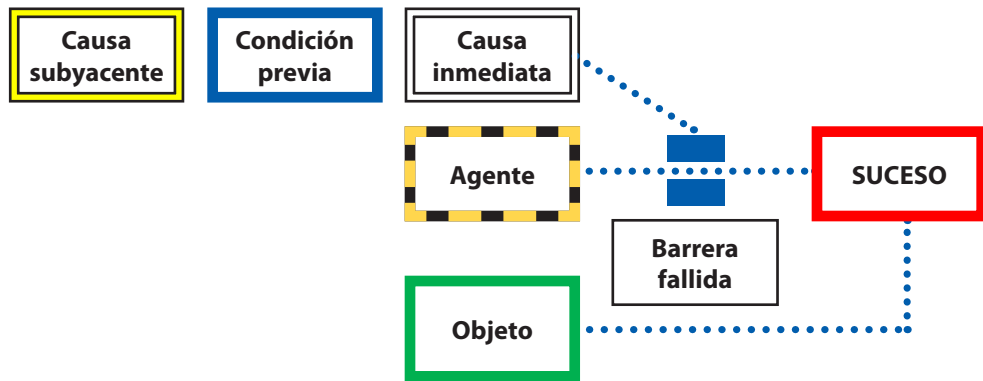 Causa
subyacente
Condición
previa
Causa
inmediata
Agente
SUCESO
Barrera
fallida
Objeto